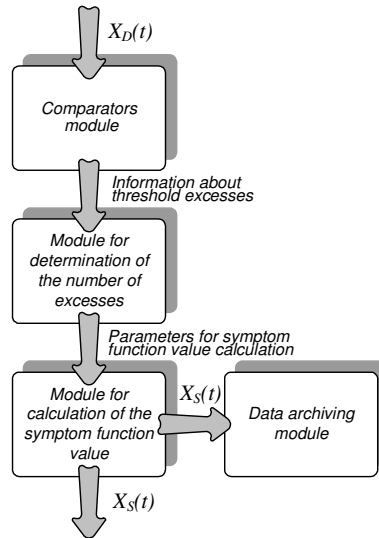 X_D(t)
Comparators
module
Information about
threshold excesses
Module for
determination of
the number of
excesses
Parameters for symptom
function value calculation
Module for
calculation of the
symptom function
value
X_S(t)
Data archiving
module
X_S(t)